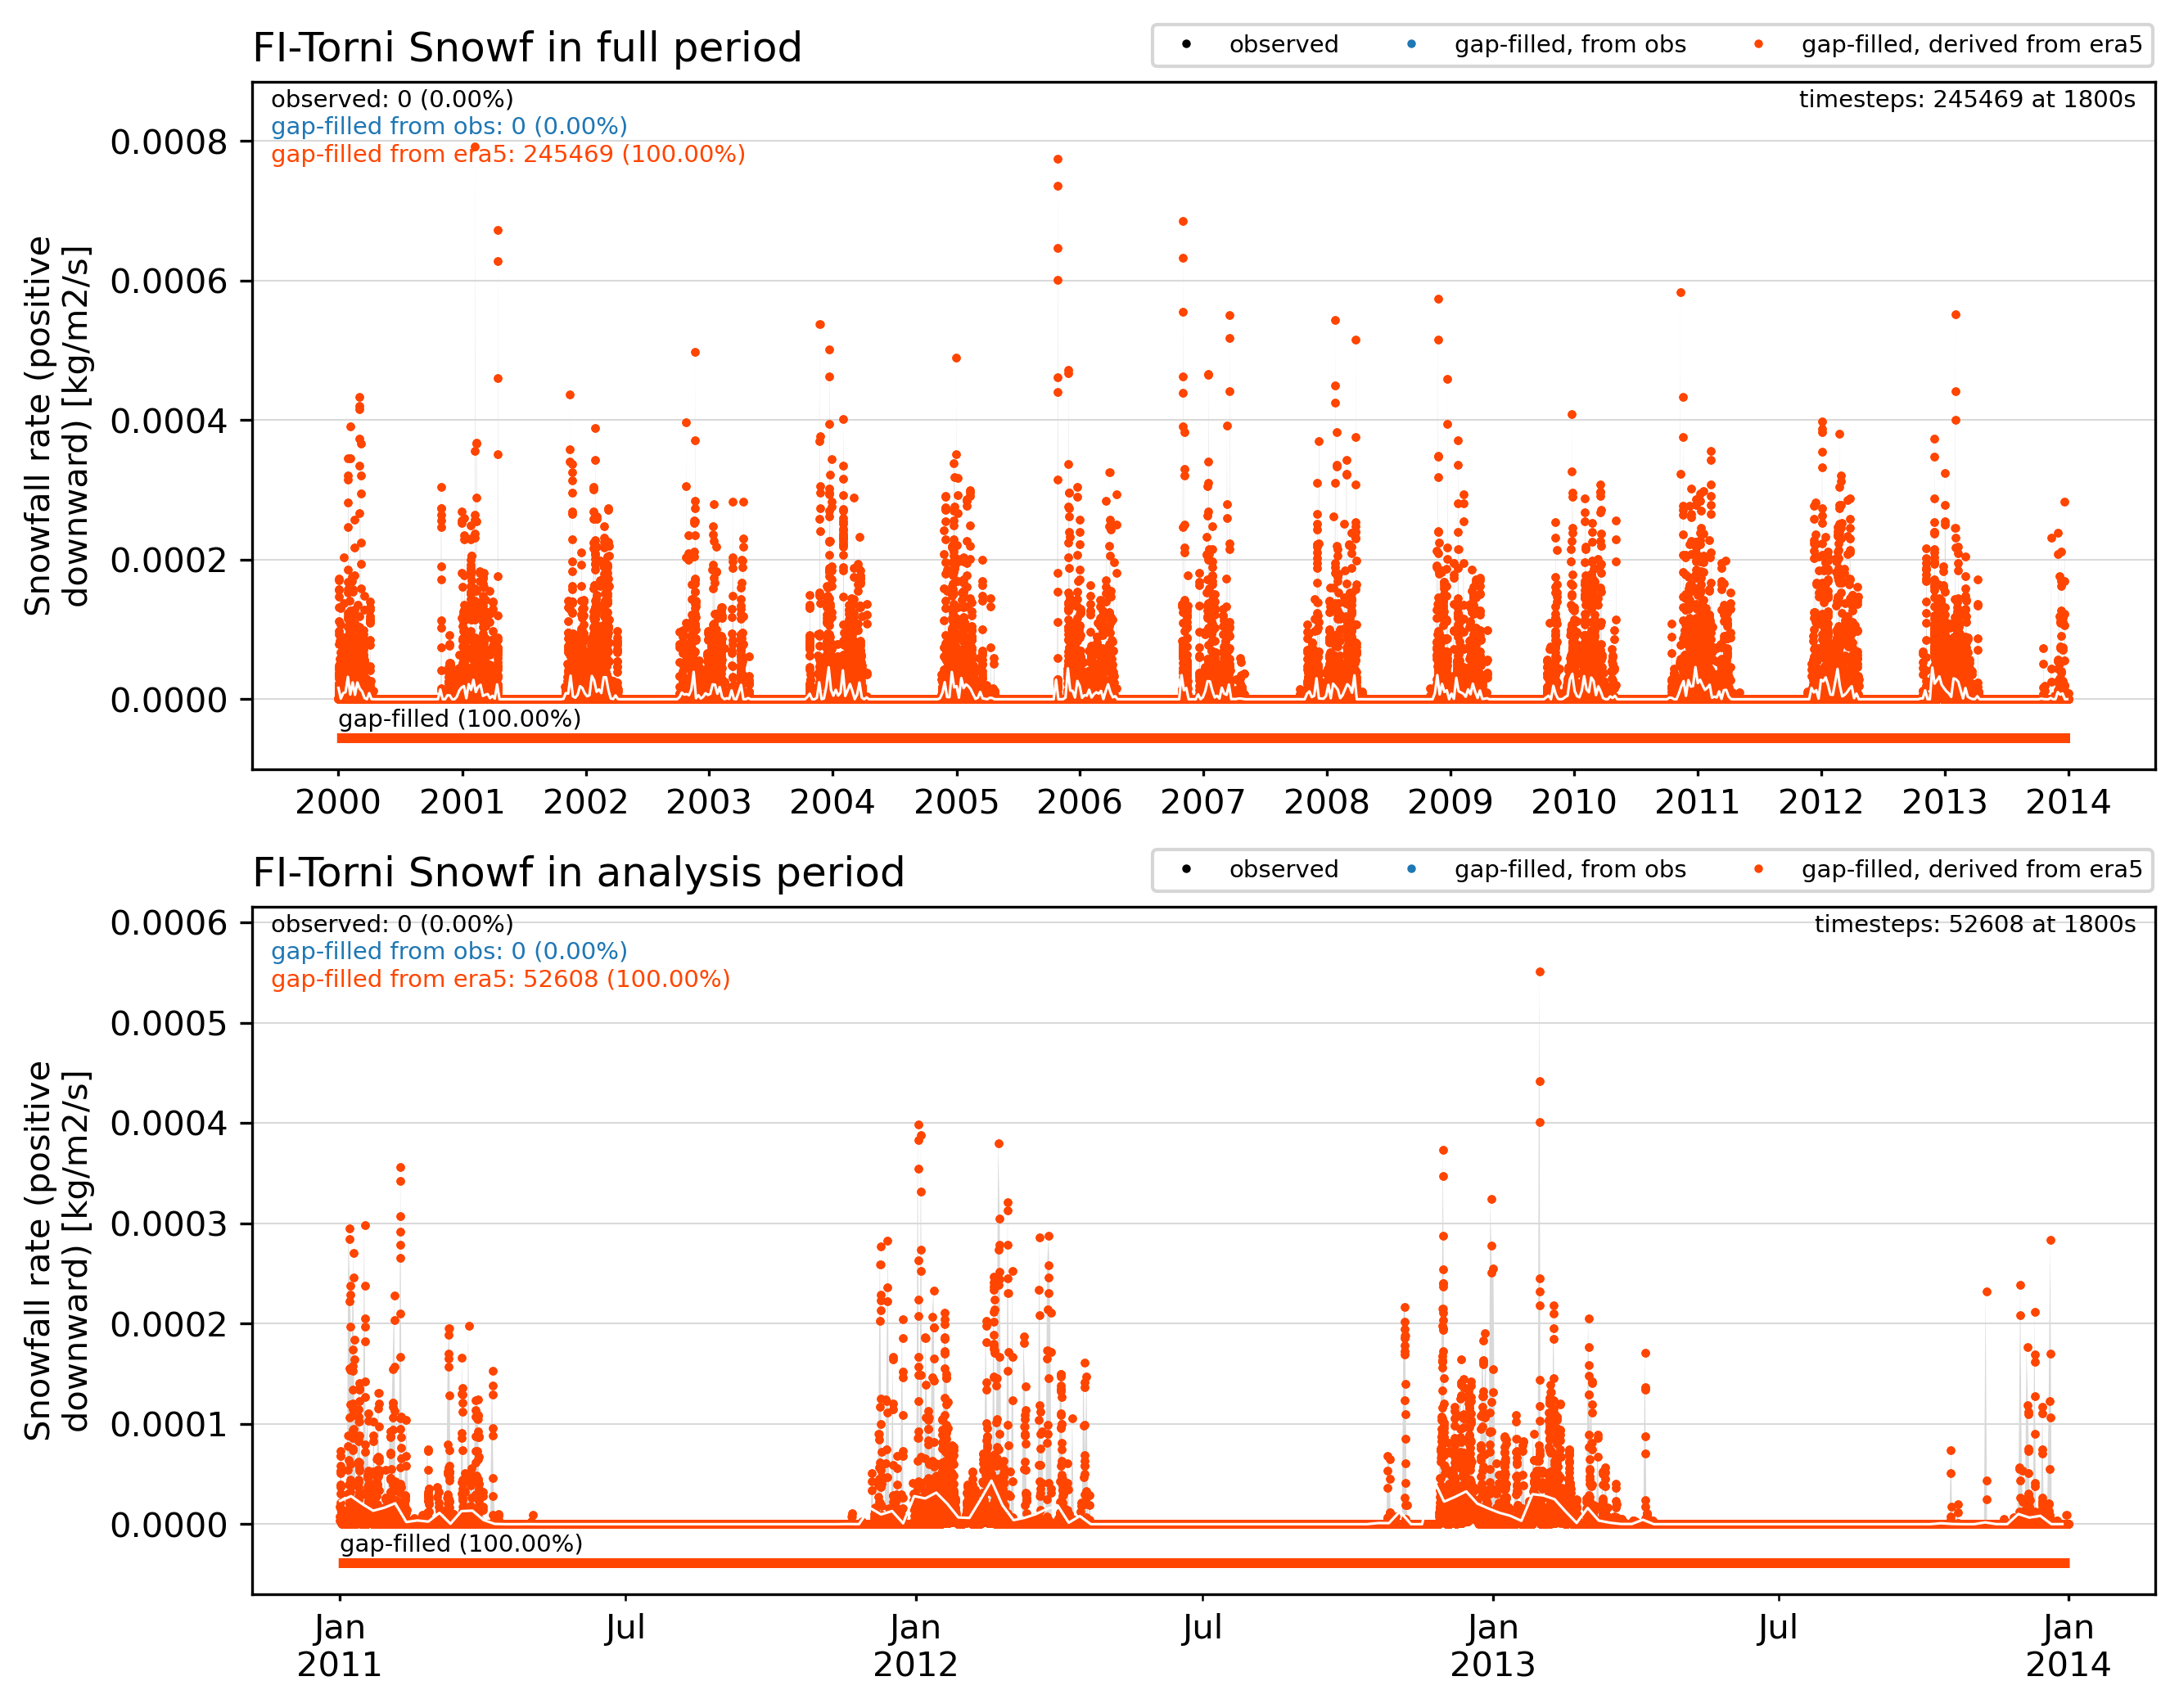 FI-Torni Snowf in full period
observed
gap-filled, from obs
gap-filled, derived from era5
observed: 0 (0.00%)
gap-filled from obs: 0 (0.00%)
gap-filled from era5: 245469 (100.00%)
timesteps: 245469 at 1800s
Snowfall rate (positive
downward) [kg/m2/s]
0.0008
0.0006
0.0004
0.0002
0.0000
gap-filled (100.00%)
2000 2001 2002 2003 2004 2005 2006 2007 2008 2009 2010 2011 2012 2013 2014
FI-Torni Snowf in analysis period
observed
gap-filled, from obs
gap-filled, derived from era5
observed: 0 (0.00%)
gap-filled from obs: 0 (0.00%)
gap-filled from era5: 52608 (100.00%)
timesteps: 52608 at 1800s
Snowfall rate (positive
downward) [kg/m2/s]
0.0006
0.0005
0.0004
0.0003
0.0002
0.0001
0.0000
gap-filled (100.00%)
Jan Jul Jan Jul Jan Jul Jan
2011 2012 2013 2014